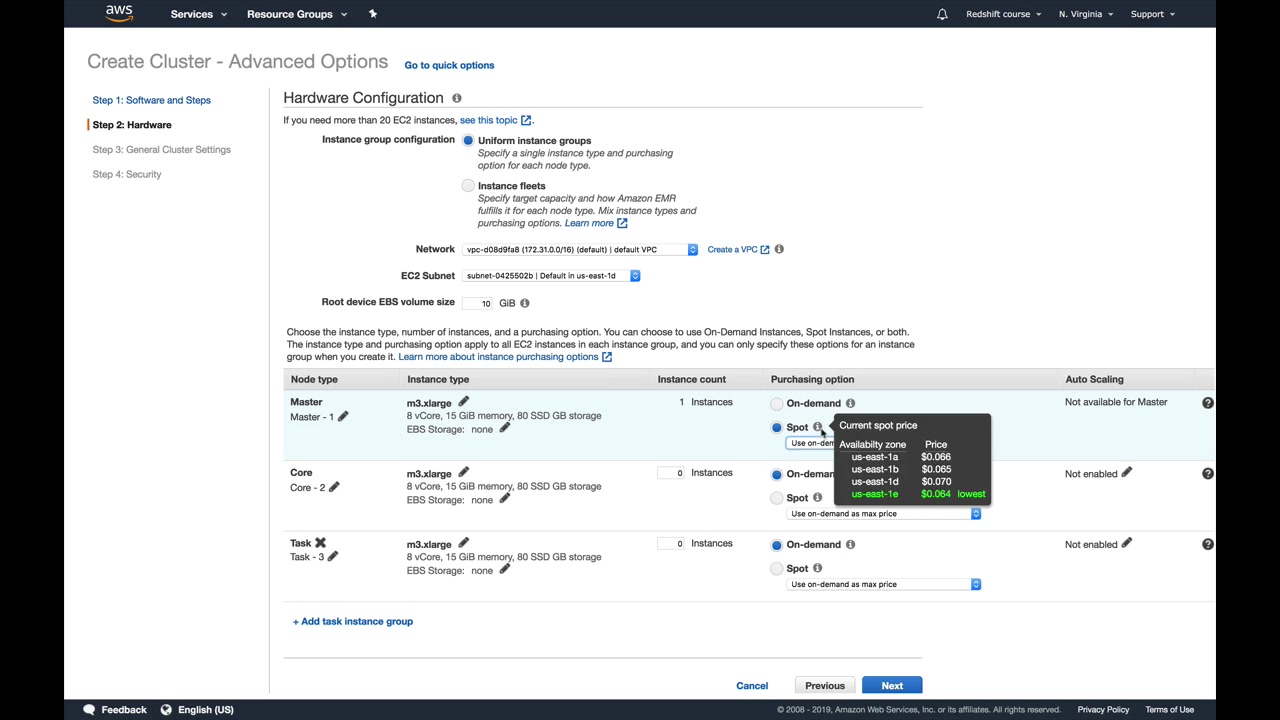 aws Services Resource Groups Redshift course N. Virginia Support
Create Cluster - Advanced Options Go to quick options
Step 1: Software and Steps
Step 2: Hardware
Step 3: General Cluster Settings
Step 4: Security
Hardware Configuration
If you need more than 20 EC2 instances, see this topic.
Instance group configuration Uniform instance groups
Specify a single instance type and purchasing
option for each node type.
Instance fleets
Specify target capacity and how Amazon EMR
fulfills it for each node type. Mix instance types and
purchasing options. Learn more
Network vpc-d08d9fa8 (172.31.0.0/16) (default) | default VPC Create a VPC
EC2 Subnet subnet-0425502b | Default in us-east-1d
Root device EBS volume size 10 GiB
Choose the instance type, number of instances, and a purchasing option. You can choose to use On-Demand Instances, Spot Instances, or both.
The instance type and purchasing option apply to all EC2 instances in each instance group, and you can only specify these options for an instance
group when you create it. Learn more about instance purchasing options
Node type Instance type Instance count Purchasing option Auto Scaling
Master m3.xlarge 1 Instances On-demand Not available for Master
Master - 1 8 vCore, 15 GiB memory, 80 SSD GB storage
EBS Storage: none Spot
Use on-dem
Current spot price
Availabilty zone Price
us-east-1a $0.066
us-east-1b $0.065
us-east-1d $0.070
us-east-1e $0.064 lowest
Core m3.xlarge 0 Instances On-deman Not enabled
Core - 2 8 vCore, 15 GiB memory, 80 SSD GB storage
EBS Storage: none Spot
Use on-demand as max price
Task m3.xlarge 0 Instances On-demand Not enabled
Task - 3 8 vCore, 15 GiB memory, 80 SSD GB storage
EBS Storage: none Spot
Use on-demand as max price
+ Add task instance group
Cancel Previous Next
Feedback English (US) © 2008 - 2019, Amazon Web Services, Inc. or its affiliates. All rights reserved. Privacy Policy Terms of Use